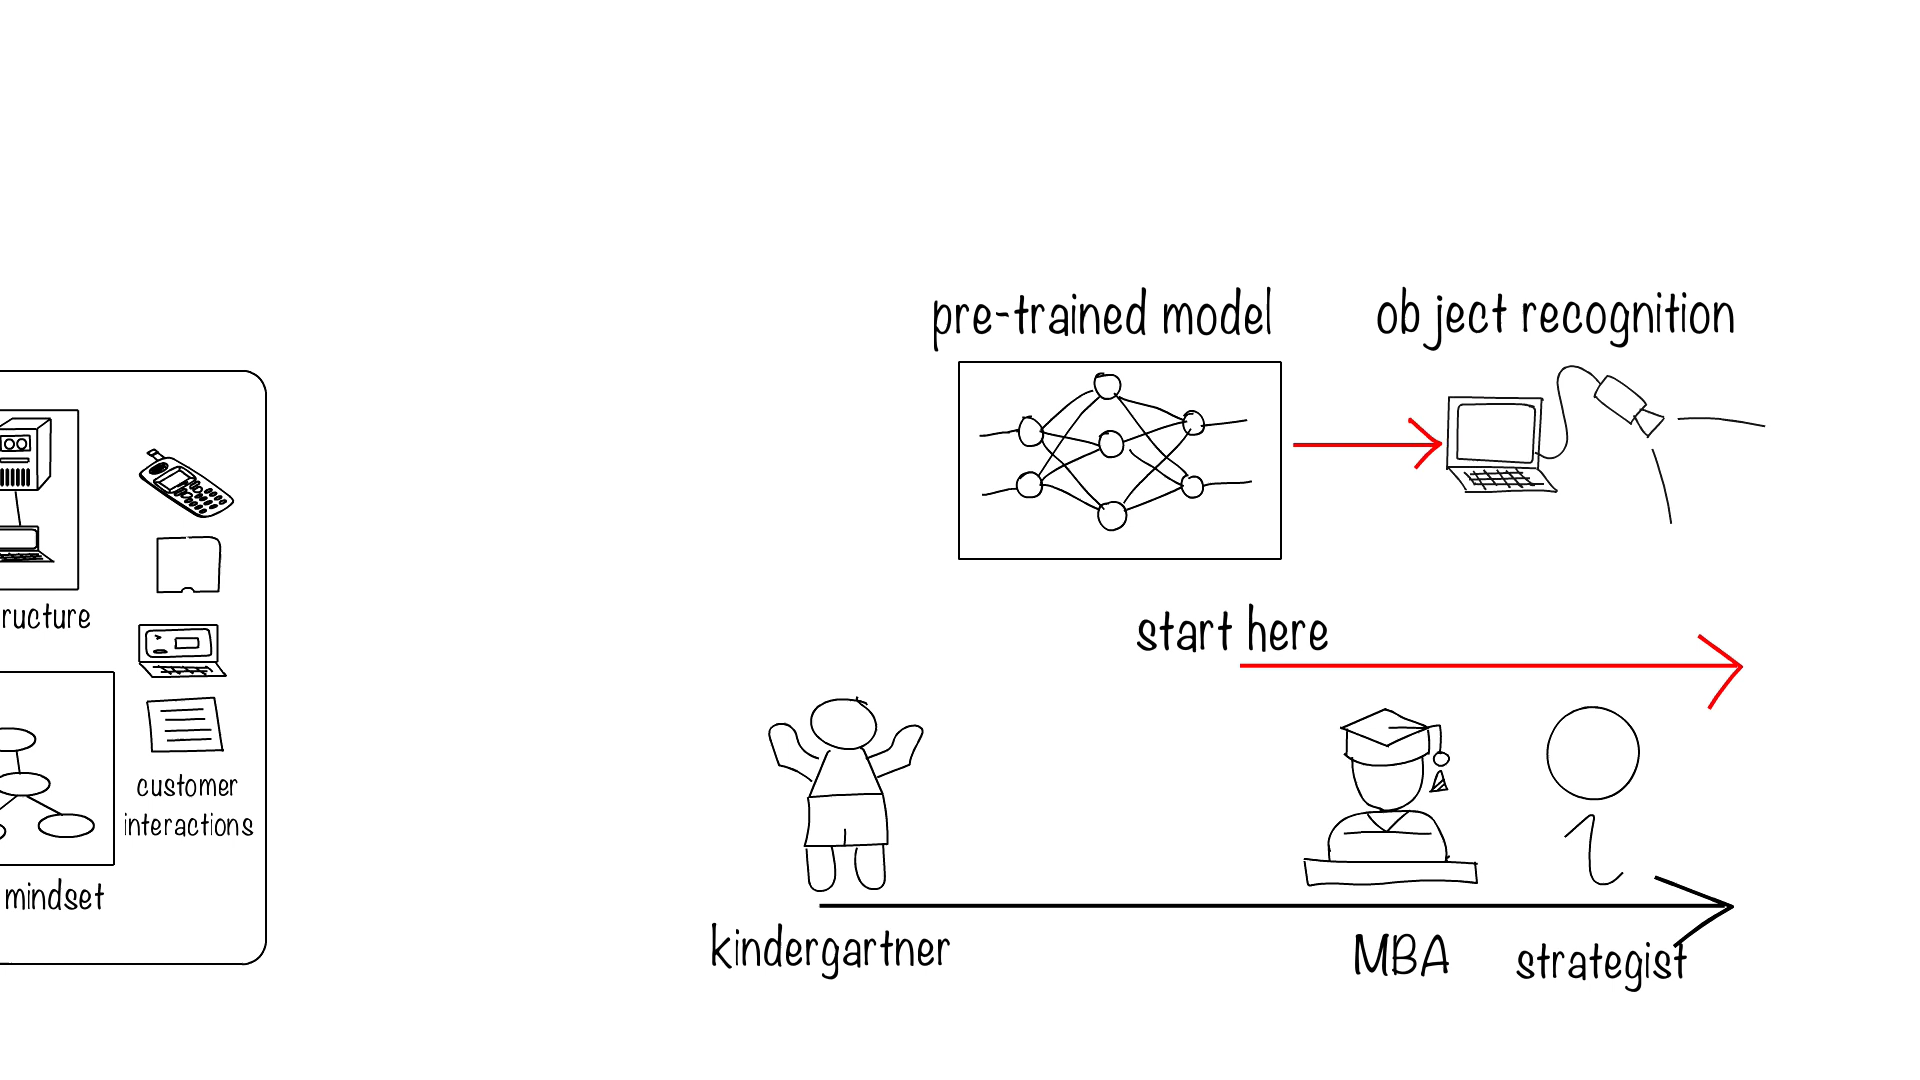 pre-trained model
object recognition
ructure
start here
customer
interactions
mindset
kindergartner
MBA
strategist